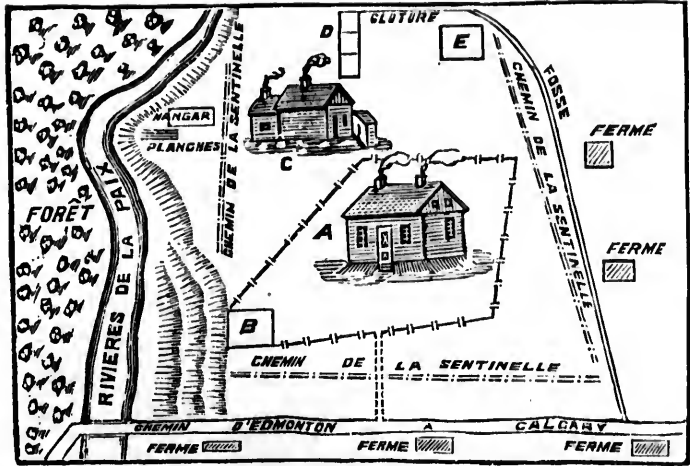 CLOTURE
D
E
CHEMIN DE LA SENTINELLE
FOSSE
HANGAR
PLANCHES
C
CHEMIN DE LA SENTINELLE
FERME
FORÊT
RIVIERES DE LA PAIX
A
FERME
B
CHEMIN DE LA SENTINELLE
CHEMIN D'EDMONTON A CALGARY
FERME
FERME
FERME